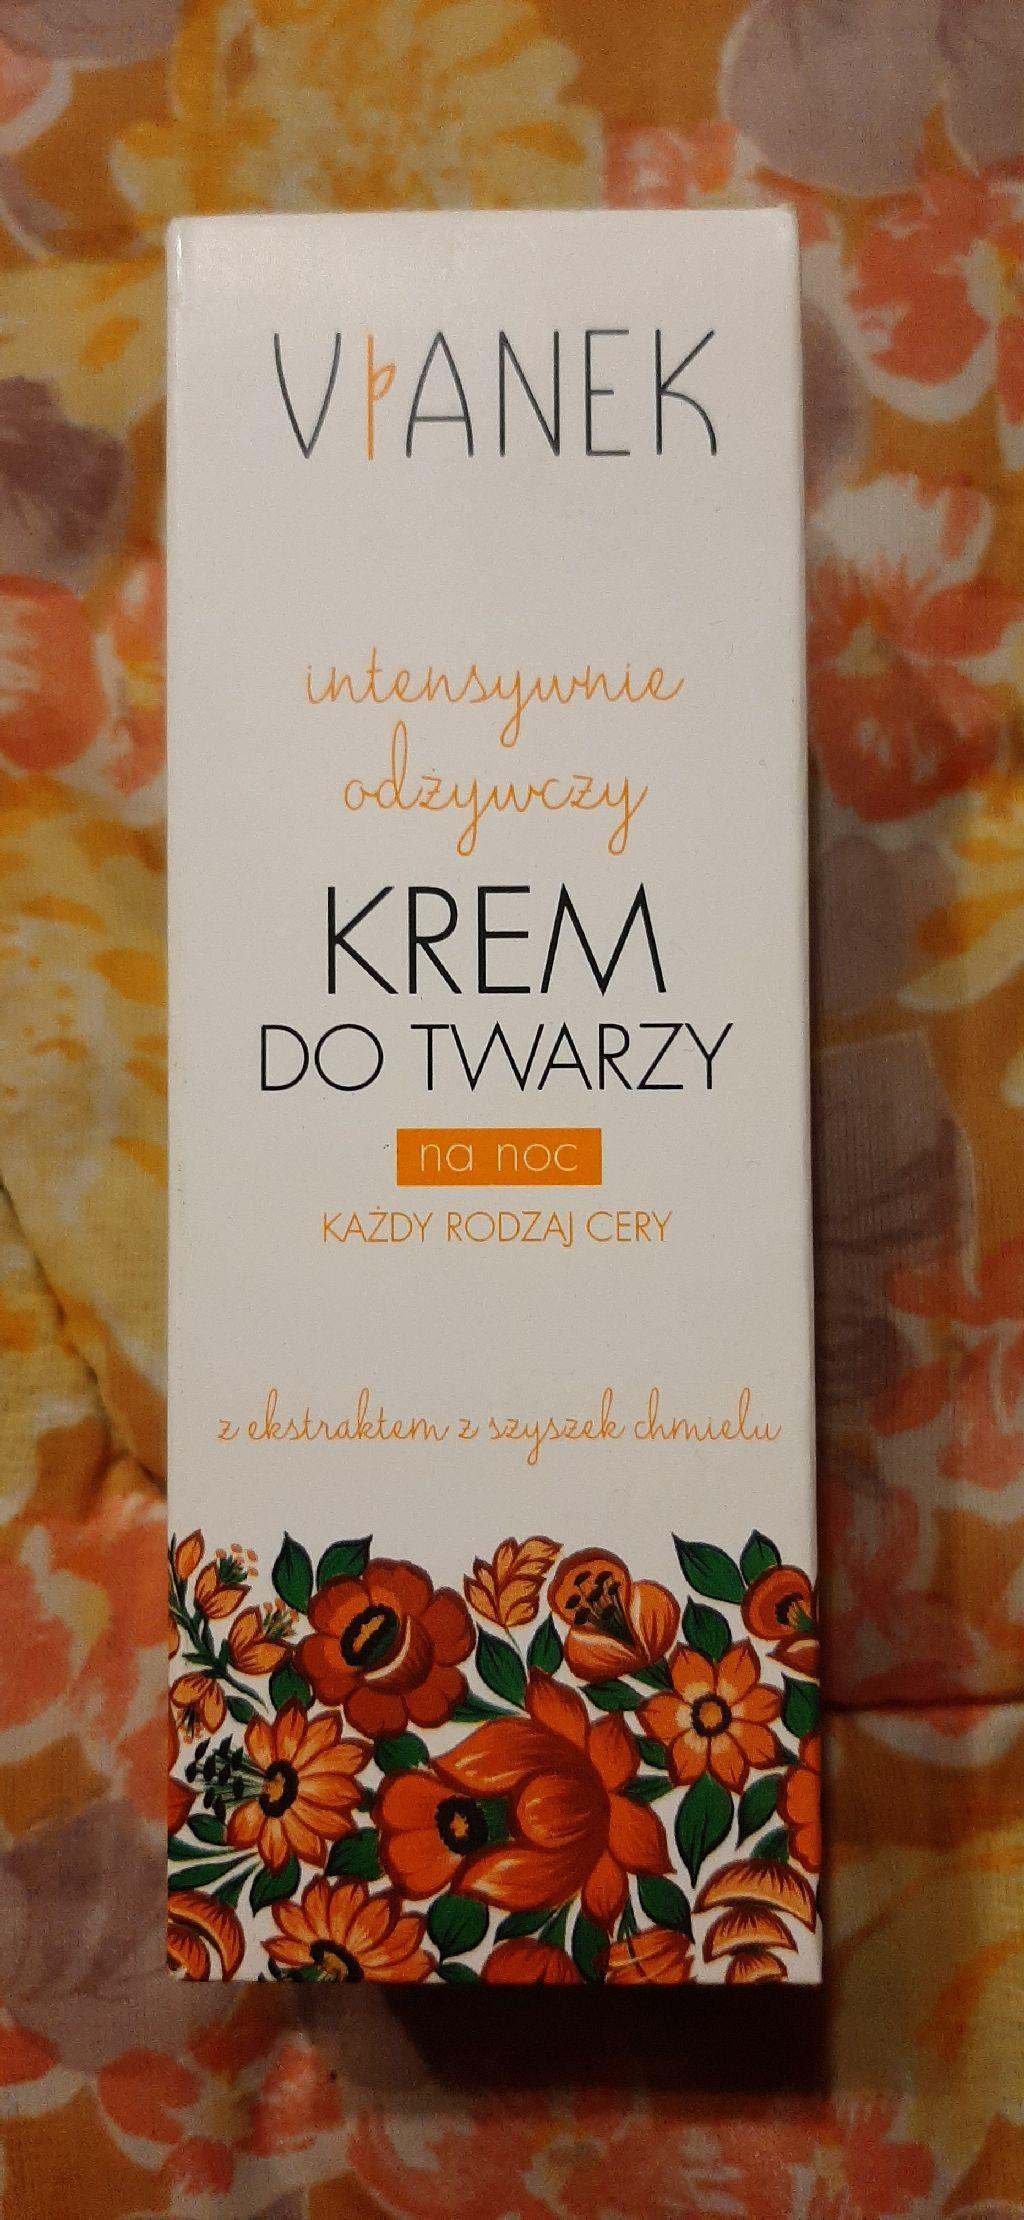 VIANEK
intensywnie
odżywczy
KREM
DO TWARZY
na noc
KAŻDY RODZAJ CERY
z ekstraktem z szyszek chmielu